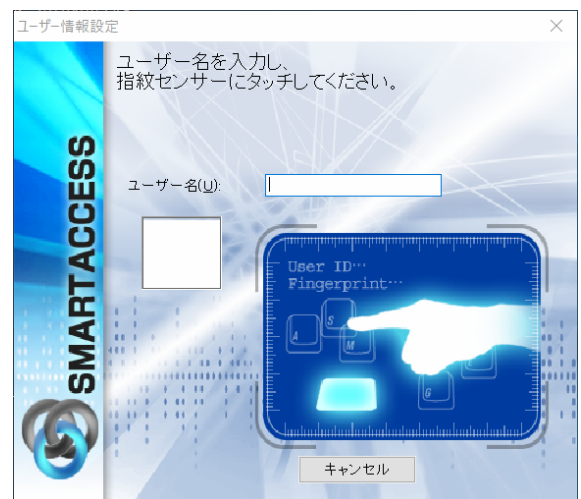 ユーザー情報設定
ユーザー名を入力し、
指紋センサーにタッチしてください。
SMARTACCESS
ユーザー名(U):
User ID…
Fingerprint…
S
A
M
G
キャンセル